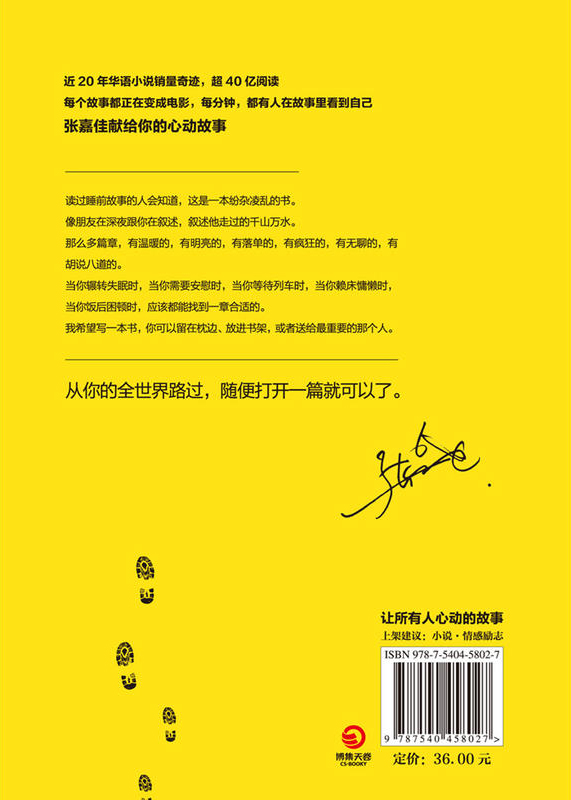 近20年华语小说销量奇迹，超40亿阅读
每个故事都正在变成电影，每分钟，都有人在故事里看到自己
张嘉佳献给你的心动故事
读过睡前故事的人会知道，这是一本纷杂凌乱的书。
像朋友在深夜跟你在叙述，叙述他走过的千山万水。
那么多篇章，有温暖的，有明亮的，有落单的，有疯狂的，有无聊的，有
胡说八道的。
当你辗转失眠时，当你需要安慰时，当你等待列车时，当你赖床慵懒时，
当你饭后困顿时，应该都能找到一章合适的。
我希望写一本书，你可以留在枕边、放进书架，或者送给最重要的那个人。
从你的全世界路过，随便打开一篇就可以了。
让所有人心动的故事
上架建议：小说·情感励志
ISBN 978-7-5404-5802-7
9 787540 458027>
博集天卷
CS-BOOKY
定价：36.00元